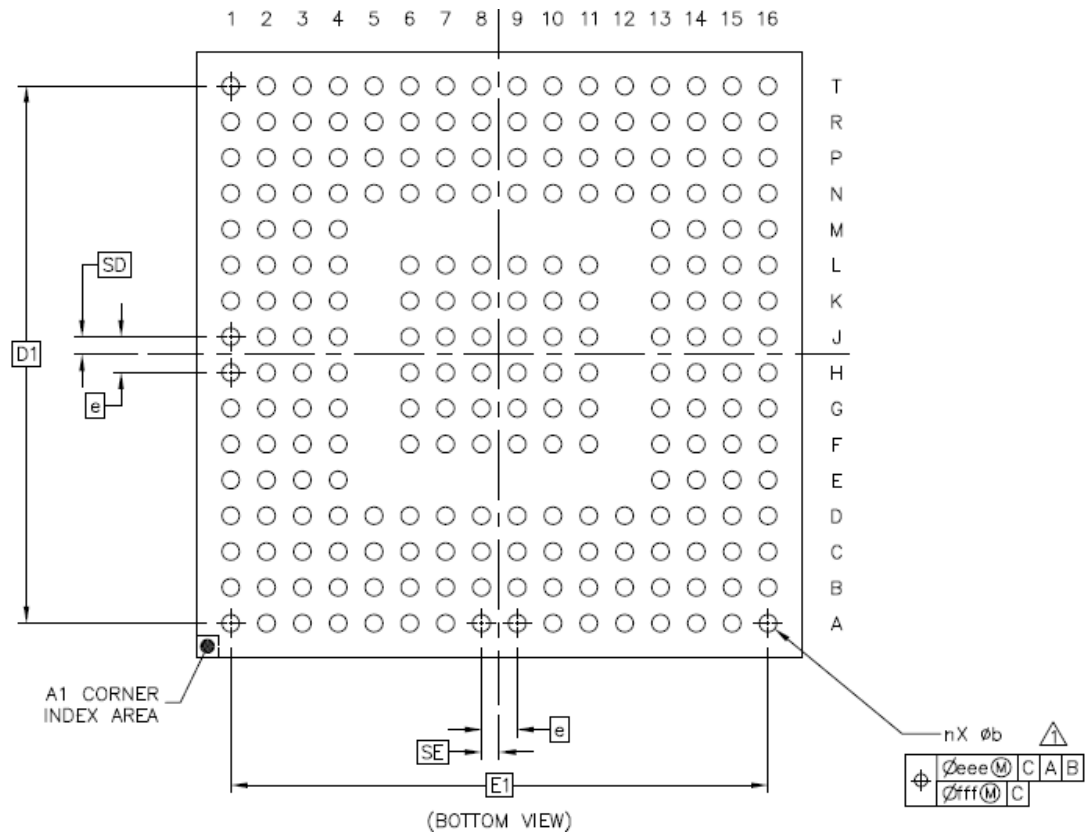 1 2 3 4 5 6 7 8 9 10 11 12 13 14 15 16
T
R
P
N
M
SD
L
K
J
D1
H
e
G
F
E
D
C
B
A
A1 CORNER
INDEX AREA
e
SE
E1
(BOTTOM VIEW)
nX øb 1
⌖ Øeee Ⓜ C A B
Øfff Ⓜ C